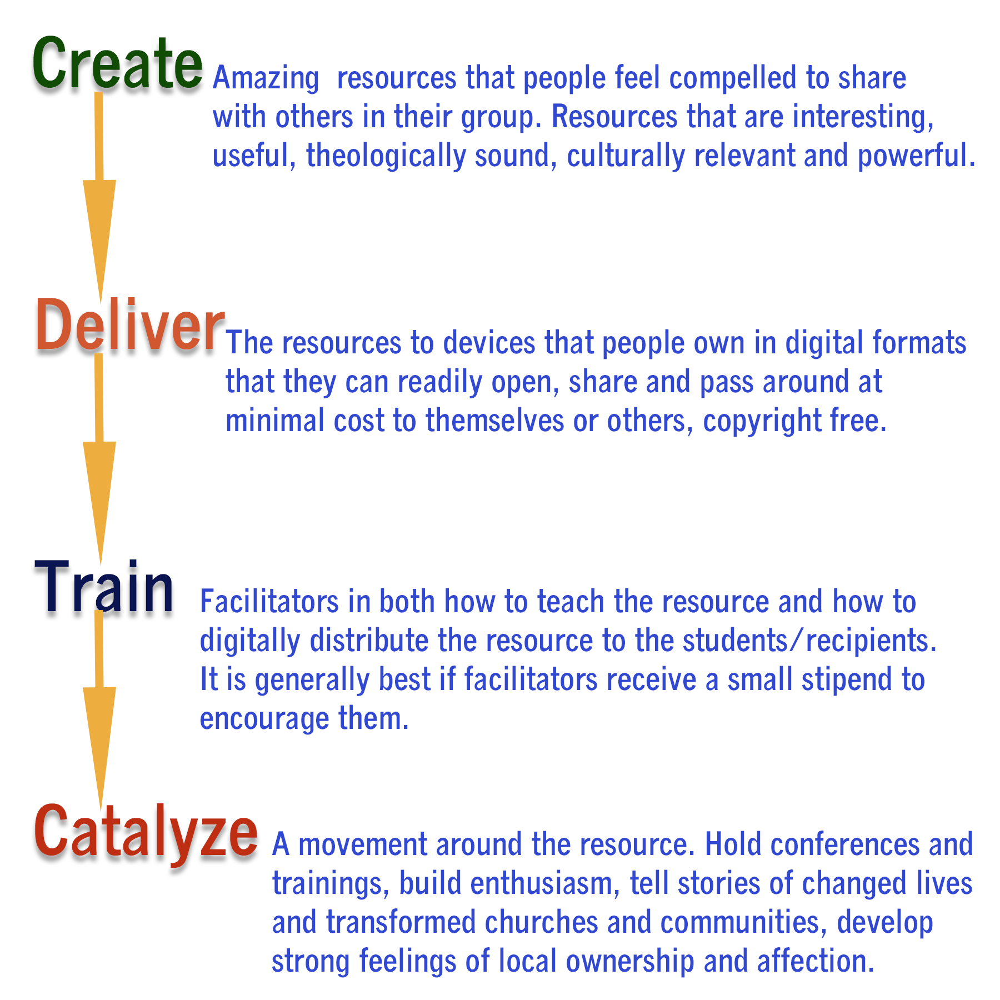 Create Amazing  resources that people feel compelled to share
with others in their group. Resources that are interesting,
useful, theologically sound, culturally relevant and powerful.
Deliver The resources to devices that people own in digital formats
that they can readily open, share and pass around at
minimal cost to themselves or others, copyright free.
Train Facilitators in both how to teach the resource and how to
digitally distribute the resource to the students/recipients.
It is generally best if facilitators receive a small stipend to
encourage them.
Catalyze A movement around the resource. Hold conferences and
trainings, build enthusiasm, tell stories of changed lives
and transformed churches and communities, develop
strong feelings of local ownership and affection.